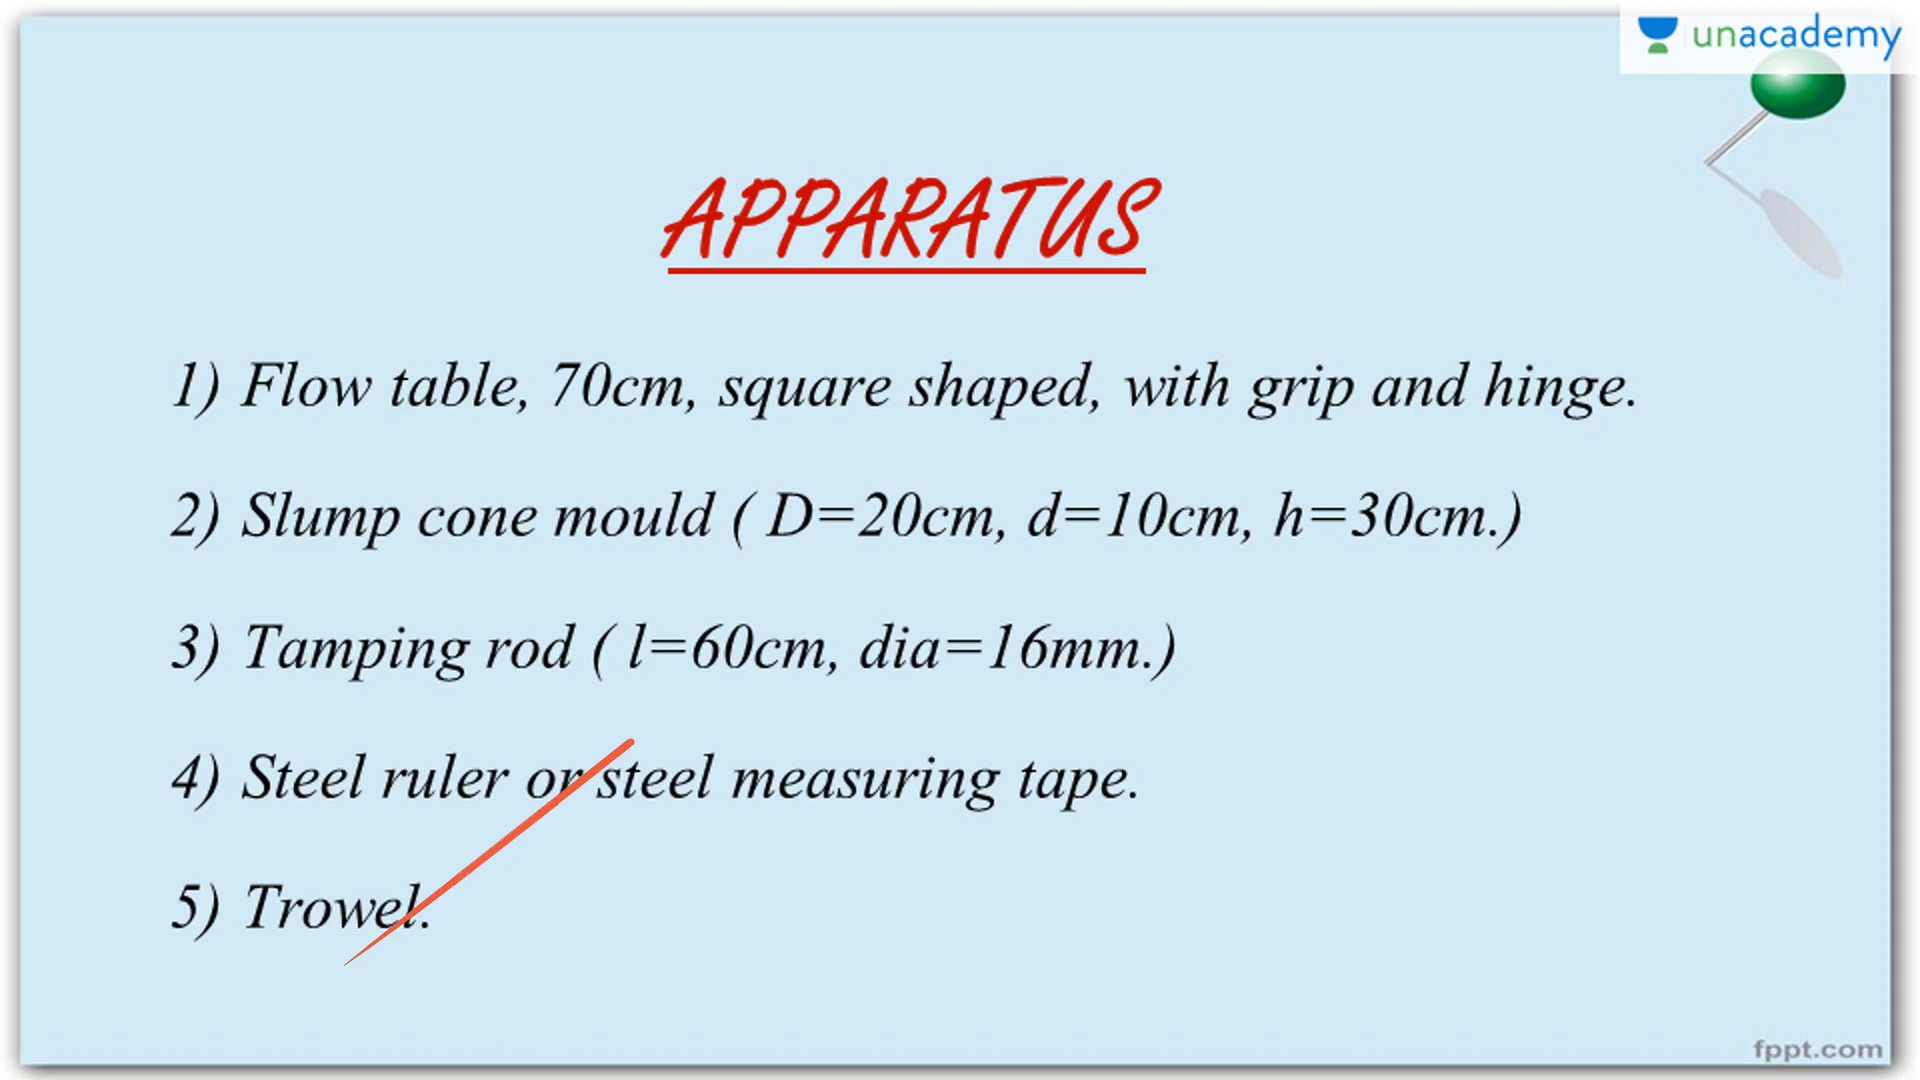 unacademy
APPARATUS
1) Flow table, 70cm, square shaped, with grip and hinge.
2) Slump cone mould ( D=20cm, d=10cm, h=30cm.)
3) Tamping rod ( l=60cm, dia=16mm.)
4) Steel ruler or steel measuring tape.
5) Trowel.
fppt.com